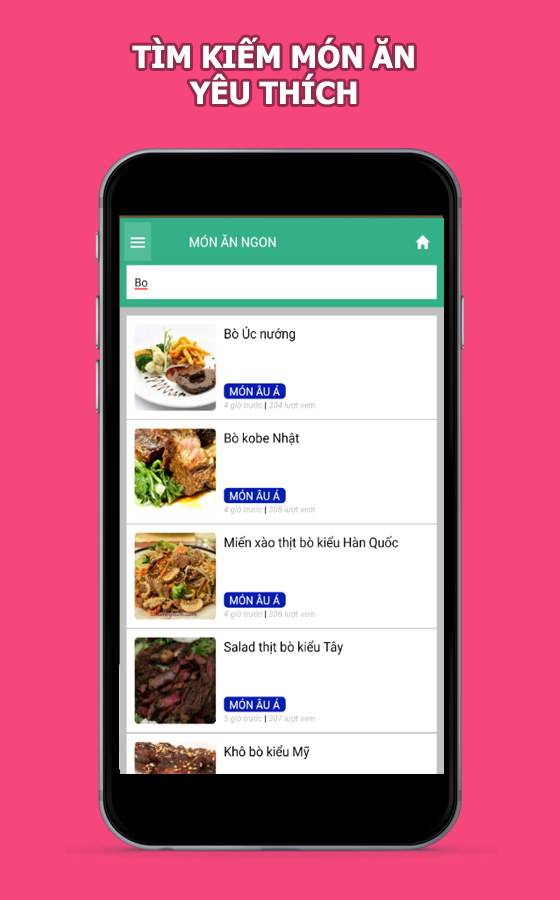 TÌM KIẾM MÓN ĂN
YÊU THÍCH
MÓN ĂN NGON
Bo
Bò Úc nướng
MÓN ÂU Á
4 giờ trước | 304 lượt xem
Bò kobe Nhật
MÓN ÂU Á
4 giờ trước | 305 lượt xem
Miến xào thịt bò kiểu Hàn Quốc
MÓN ÂU Á
4 giờ trước | 306 lượt xem
Salad thịt bò kiểu Tây
MÓN ÂU Á
5 giờ trước | 307 lượt xem
Khô bò kiểu Mỹ